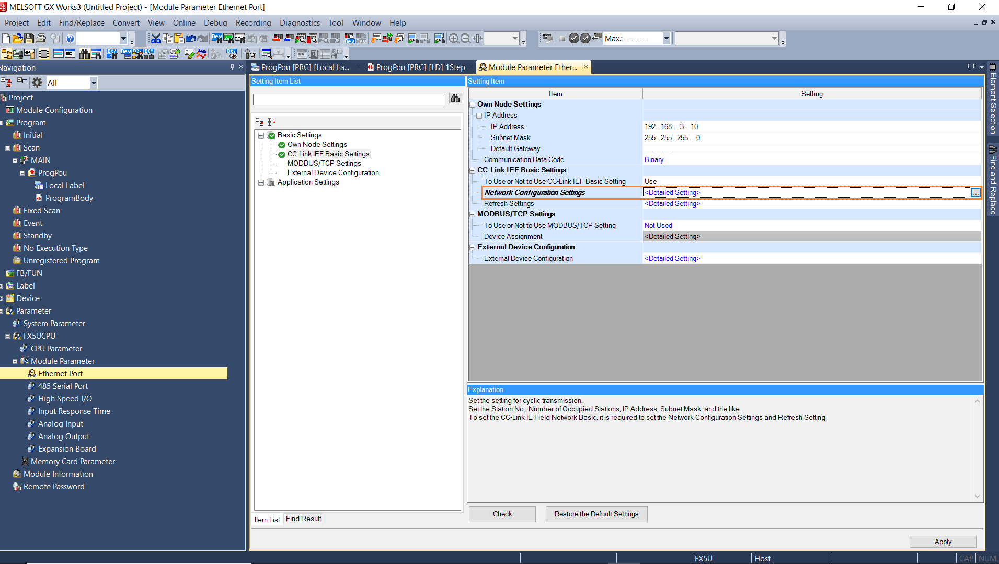 MELSOFT GX Works3 (Untitled Project) - [Module Parameter Ethernet Port]
Project Edit Find/Replace Convert View Online Debug Recording Diagnostics Tool Window Help
Max.: -------
Navigation
All
Project
Module Configuration
Program
Initial
Scan
MAIN
ProgPou
Local Label
ProgramBody
Fixed Scan
Event
Standby
No Execution Type
Unregistered Program
FB/FUN
Label
Device
Parameter
System Parameter
FX5UCPU
CPU Parameter
Module Parameter
Ethernet Port
485 Serial Port
High Speed I/O
Input Response Time
Analog Input
Analog Output
Expansion Board
Memory Card Parameter
Module Information
Remote Password
ProgPou [PRG] [Local La... ProgPou [PRG] [LD] 1Step Module Parameter Ether...
Setting Item List
Basic Settings
Own Node Settings
CC-Link IEF Basic Settings
MODBUS/TCP Settings
External Device Configuration
Application Settings
Item List Find Result
Setting Item
Item Setting
Own Node Settings
IP Address
IP Address 192 . 168 . 3 . 10
Subnet Mask 255 . 255 . 255 . 0
Default Gateway . . .
Communication Data Code Binary
CC-Link IEF Basic Settings
To Use or Not to Use CC-Link IEF Basic Setting Use
Network Configuration Settings <Detailed Setting> ...
Refresh Settings <Detailed Setting>
MODBUS/TCP Settings
To Use or Not to Use MODBUS/TCP Setting Not Used
Device Assignment <Detailed Setting>
External Device Configuration
External Device Configuration <Detailed Setting>
Explanation
Set the setting for cyclic transmission.
Set the Station No., Number of Occupied Stations, IP Address, Subnet Mask, and the like.
To set the CC-Link IE Field Network Basic, it is required to set the Network Configuration Settings and Refresh Setting.
Check Restore the Default Settings
Apply
Element Selection
Find and Replace
FX5U Host CAP NUM